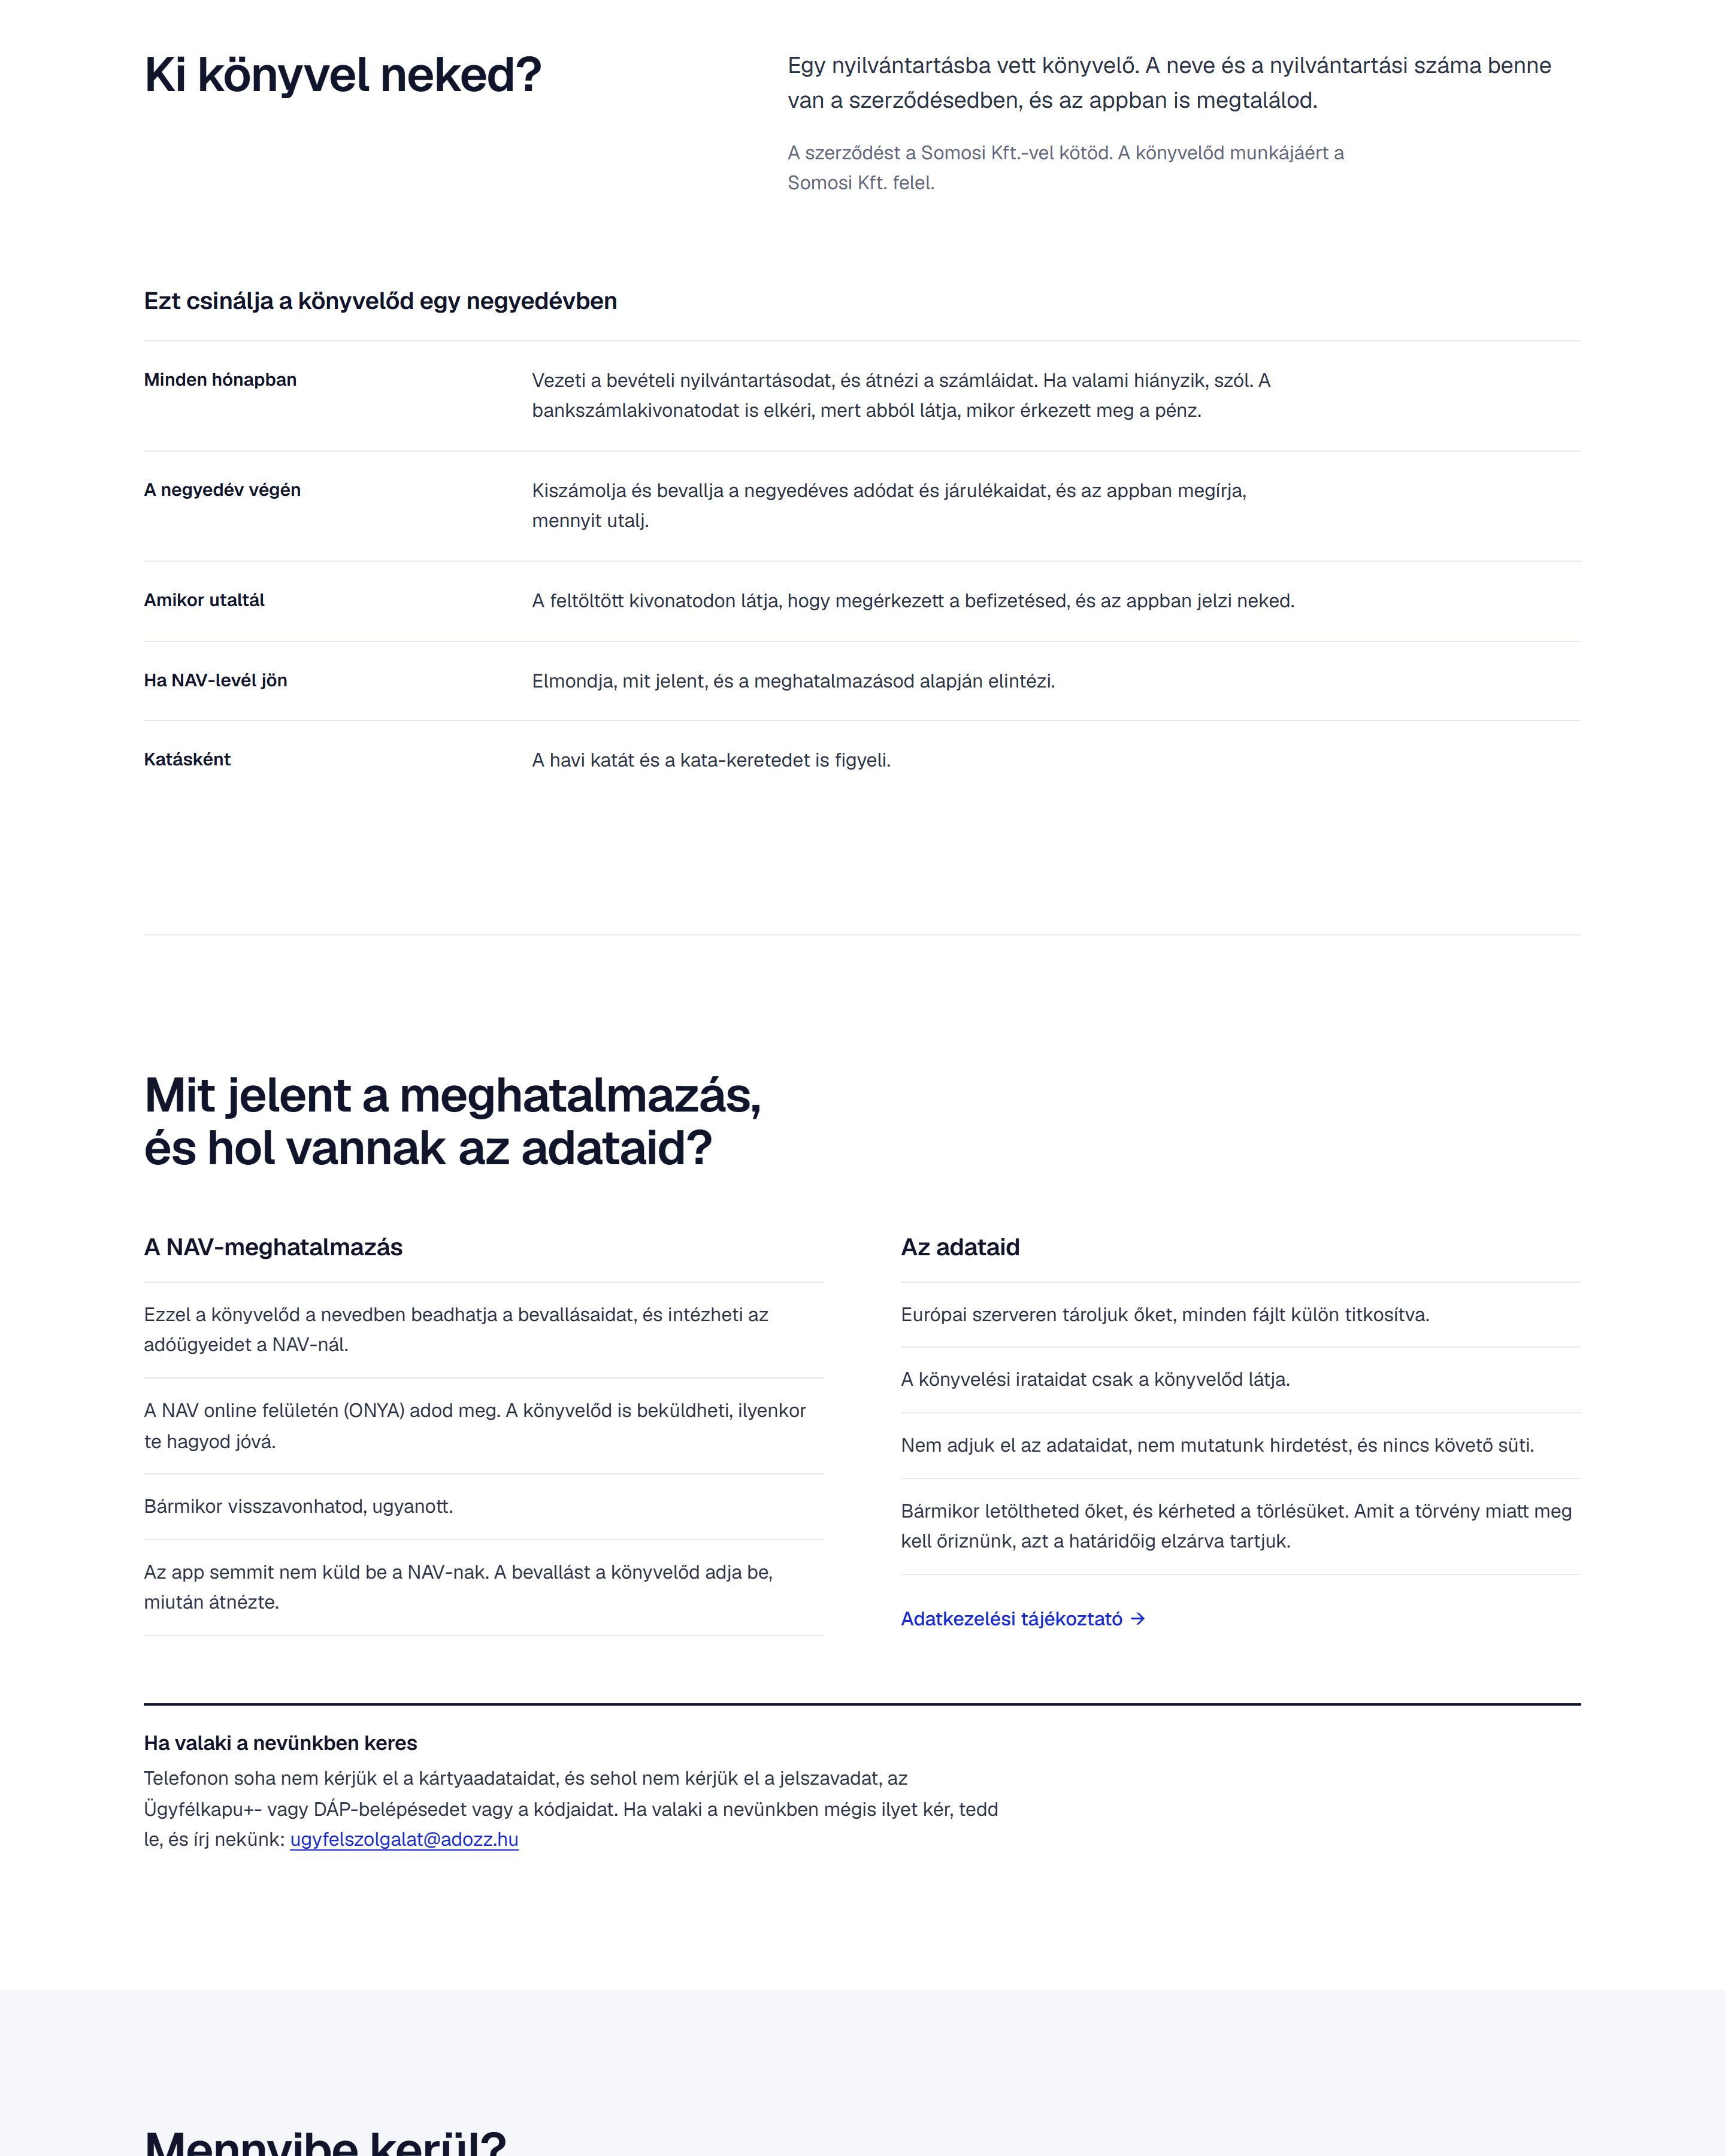 Ki könyvel neked?
Egy nyilvántartásba vett könyvelő. A neve és a nyilvántartási száma benne
van a szerződésedben, és az appban is megtalálod.
A szerződést a Somosi Kft.-vel kötöd. A könyvelőd munkájáért a
Somosi Kft. felel.
Ezt csinálja a könyvelőd egy negyedévben
Minden hónapban
Vezeti a bevételi nyilvántartásodat, és átnézi a számláidat. Ha valami hiányzik, szól. A
bankszámlakivonatodat is elkéri, mert abból látja, mikor érkezett meg a pénz.
A negyedév végén
Kiszámolja és bevallja a negyedéves adódat és járulékaidat, és az appban megírja,
mennyit utalj.
Amikor utaltál
A feltöltött kivonatodon látja, hogy megérkezett a befizetésed, és az appban jelzi neked.
Ha NAV-levél jön
Elmondja, mit jelent, és a meghatalmazásod alapján elintézi.
Katásként
A havi katát és a kata-keretedet is figyeli.
Mit jelent a meghatalmazás,
és hol vannak az adataid?
A NAV-meghatalmazás
Ezzel a könyvelőd a nevedben beadhatja a bevallásaidat, és intézheti az
adóügyeidet a NAV-nál.
A NAV online felületén (ONYA) adod meg. A könyvelőd is beküldheti, ilyenkor
te hagyod jóvá.
Bármikor visszavonhatod, ugyanott.
Az app semmit nem küld be a NAV-nak. A bevallást a könyvelőd adja be,
miután átnézte.
Az adataid
Európai szerveren tároljuk őket, minden fájlt külön titkosítva.
A könyvelési irataidat csak a könyvelőd látja.
Nem adjuk el az adataidat, nem mutatunk hirdetést, és nincs követő süti.
Bármikor letöltheted őket, és kérheted a törlésüket. Amit a törvény miatt meg
kell őriznünk, azt a határidőig elzárva tartjuk.
Adatkezelési tájékoztató →
Ha valaki a nevünkben keres
Telefonon soha nem kérjük el a kártyaadataidat, és sehol nem kérjük el a jelszavadat, az
Ügyfélkapu+- vagy DÁP-belépésedet vagy a kódjaidat. Ha valaki a nevünkben mégis ilyet kér, tedd
le, és írj nekünk: ugyfelszolgalat@adozz.hu
Mennyibe kerül?